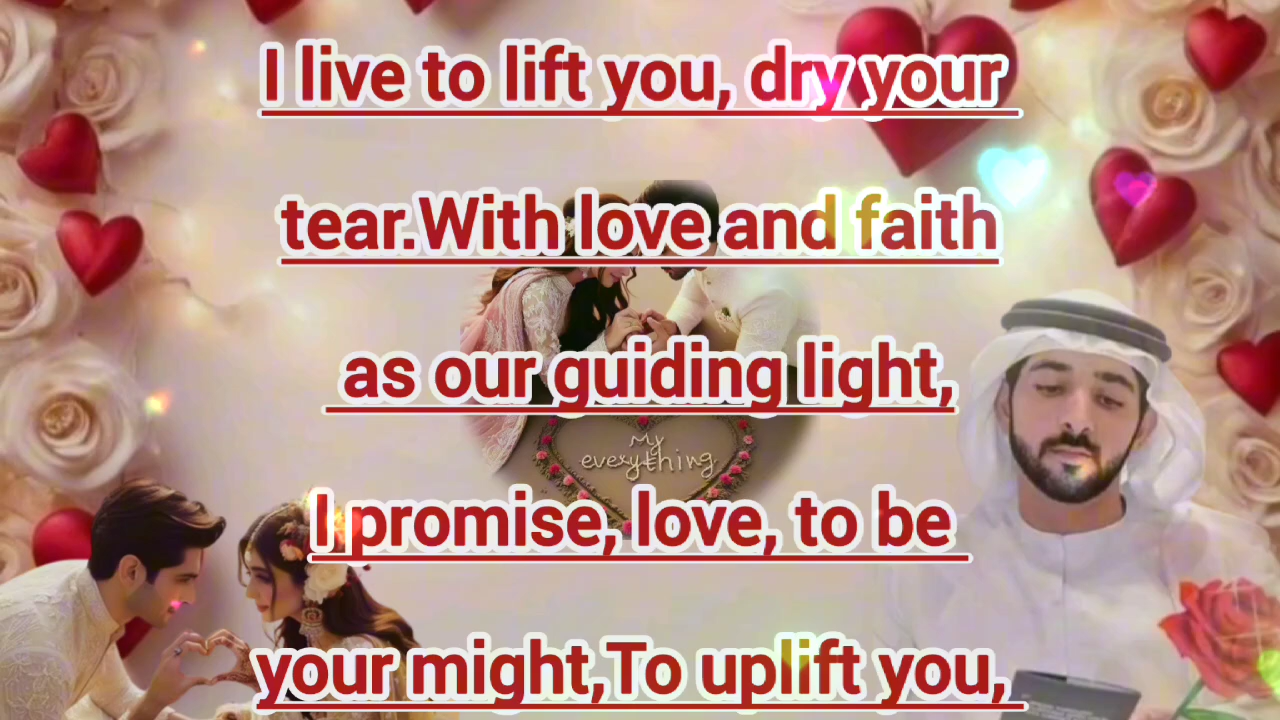 I live to lift you, dry your
tear.With love and faith
as our guiding light,
My
everything
I promise, love, to be
your might,To uplift you,